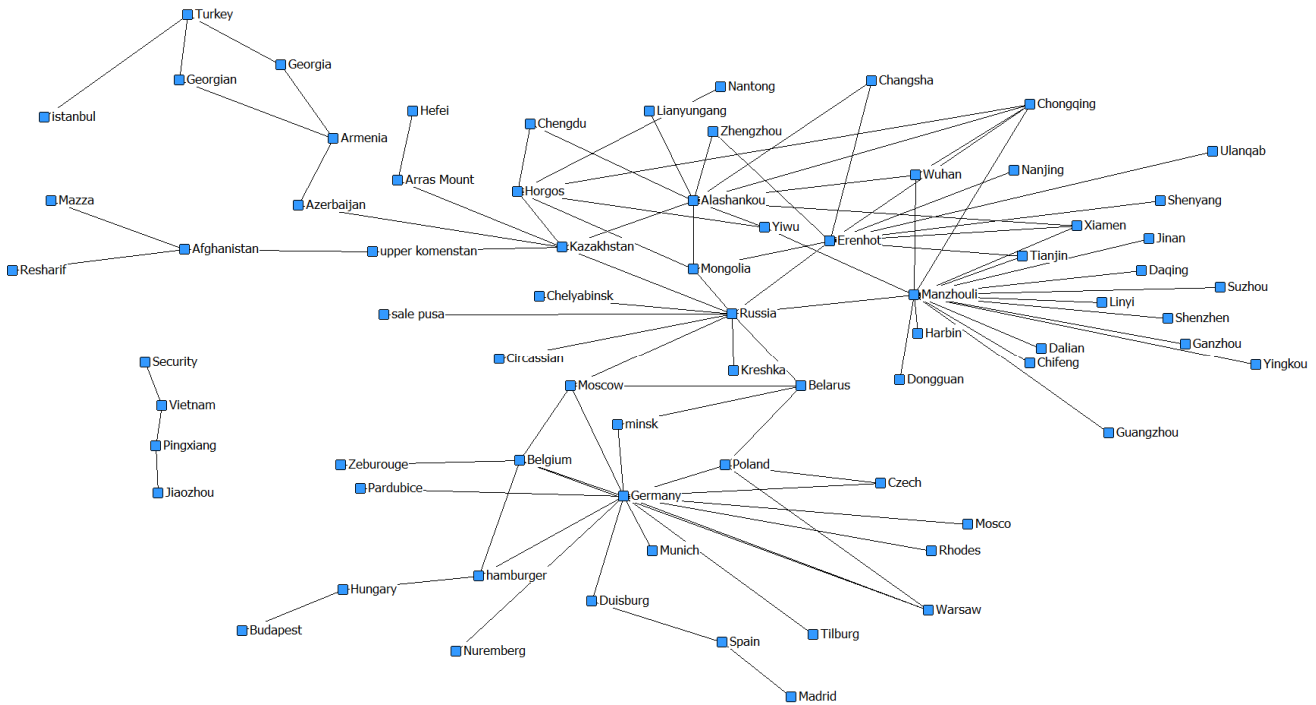 Turkey
Georgia
Georgian
istanbul
Armenia
Hefei
Nantong
Changsha
Lianyungang
Chongqing
Chengdu
Zhengzhou
Ulanqab
Arras Mount
Wuhan
Nanjing
Horgos
Mazza
Alashankou
Shenyang
Azerbaijan
Yiwu
Xiamen
Erenhot
Jinan
Afghanistan
upper komenstan
Kazakhstan
Tianjin
Resharif
Mongolia
Daqing
Suzhou
Chelyabinsk
Manzhouli
Linyi
sale pusa
Russia
Shenzhen
Harbin
Ganzhou
Dalian
Circassian
Security
Kreshka
Chifeng
Yingkou
Dongguan
Moscow
Belarus
Vietnam
minsk
Guangzhou
Pingxiang
Belgium
Zeburouge
Poland
Czech
Jiaozhou
Pardubice
Germany
Mosco
Munich
Rhodes
hamburger
Hungary
Duisburg
Warsaw
Budapest
Tilburg
Spain
Nuremberg
Madrid